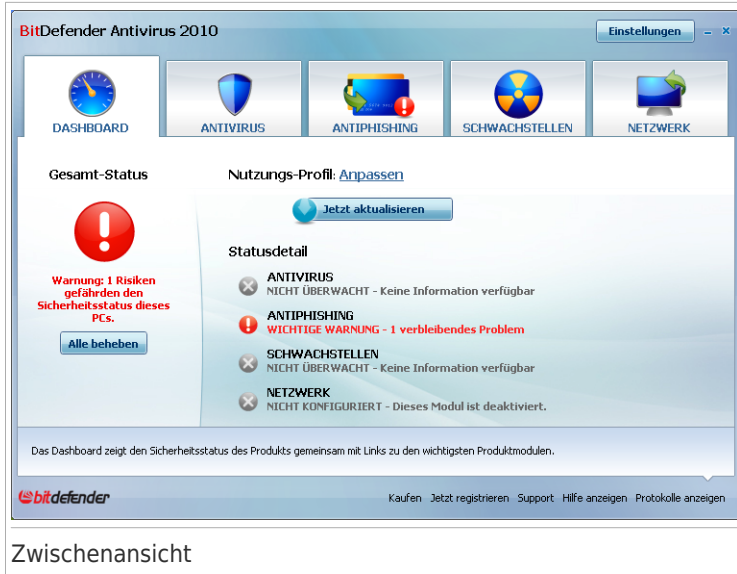 BitDefender Antivirus 2010
Einstellungen
DASHBOARD
ANTIVIRUS
ANTIPHISHING
SCHWACHSTELLEN
NETZWERK
Gesamt-Status
Warnung: 1 Risiken
gefährden den
Sicherheitsstatus dieses
PCs.
Alle beheben
Nutzungs-Profil: Anpassen
Jetzt aktualisieren
Statusdetail
ANTIVIRUS
NICHT ÜBERWACHT - Keine Information verfügbar
ANTIPHISHING
WICHTIGE WARNUNG - 1 verbleibendes Problem
SCHWACHSTELLEN
NICHT ÜBERWACHT - Keine Information verfügbar
NETZWERK
NICHT KONFIGURIERT - Dieses Modul ist deaktiviert.
Das Dashboard zeigt den Sicherheitsstatus des Produkts gemeinsam mit Links zu den wichtigsten Produktmodulen.
bitdefender
Kaufen Jetzt registrieren Support Hilfe anzeigen Protokolle anzeigen
Zwischenansicht